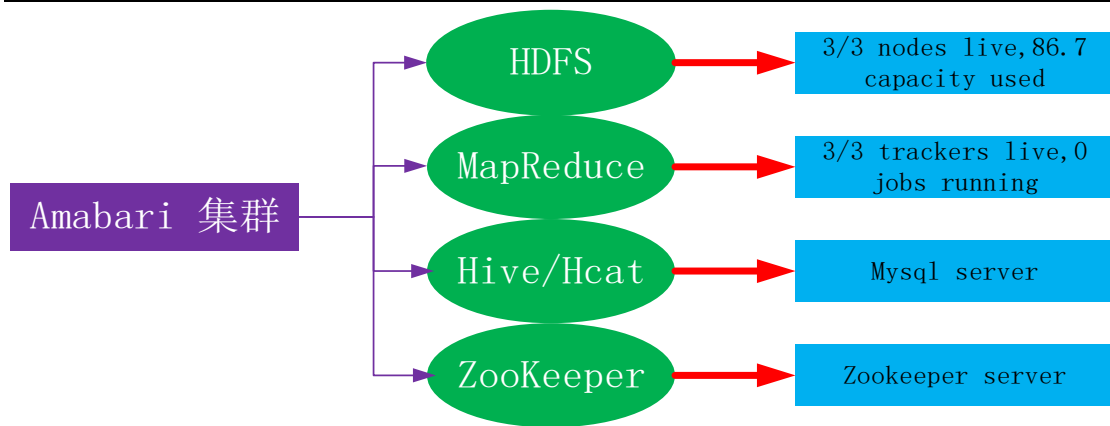 HDFS
3/3 nodes live,86.7
capacity used
MapReduce
3/3 trackers live,0
jobs running
Amabari 集群
Hive/Hcat
Mysql server
ZooKeeper
Zookeeper server